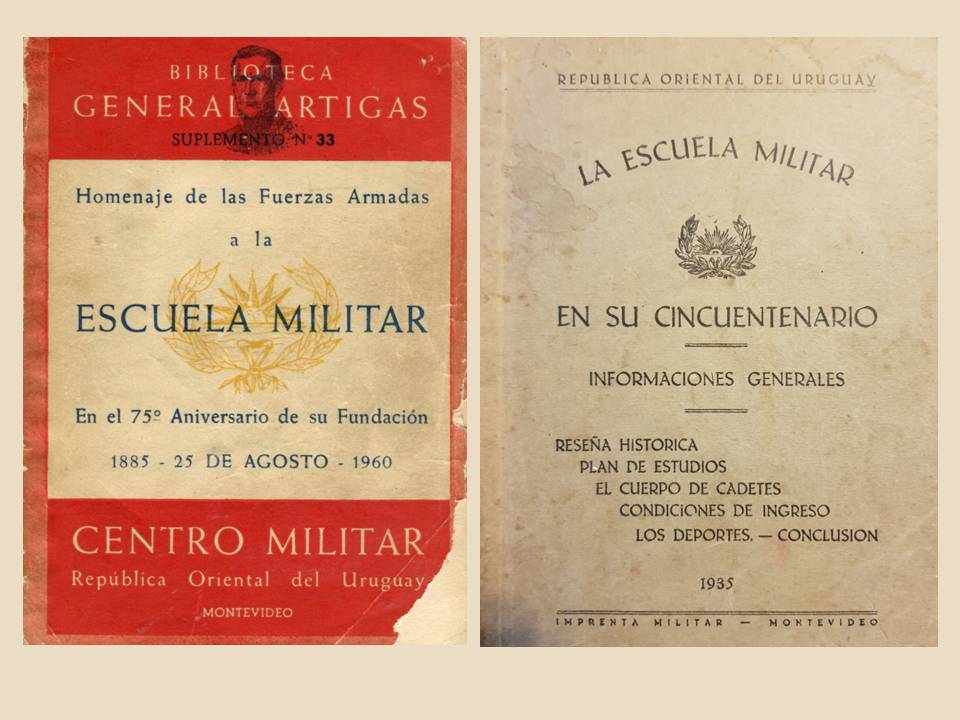 BIBLIOTECA
GENERAL ARTIGAS
SUPLEMENTO Nº 33
Homenaje de las Fuerzas Armadas
a la
ESCUELA MILITAR
En el 75º Aniversario de su Fundación
1885 - 25 DE AGOSTO - 1960
CENTRO MILITAR
República Oriental del Uruguay
MONTEVIDEO
REPUBLICA ORIENTAL DEL URUGUAY
LA ESCUELA MILITAR
EN SU CINCUENTENARIO
INFORMACIONES GENERALES
RESEÑA HISTORICA
PLAN DE ESTUDIOS
EL CUERPO DE CADETES
CONDICIONES DE INGRESO
LOS DEPORTES. — CONCLUSION
1935
IMPRENTA MILITAR — MONTEVIDEO